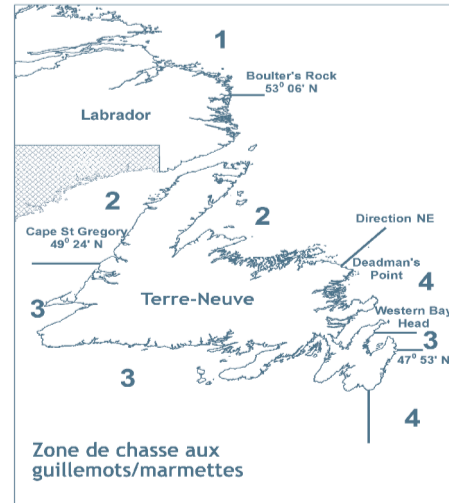 1
Boulter's Rock
53° 06' N
Labrador
2
2
Cape St Gregory
49° 24' N
Direction NE
Deadman's
Point
4
3
Terre-Neuve
Western Bay
Head
3
47° 53' N
3
4
Zone de chasse aux
guillemots/marmettes